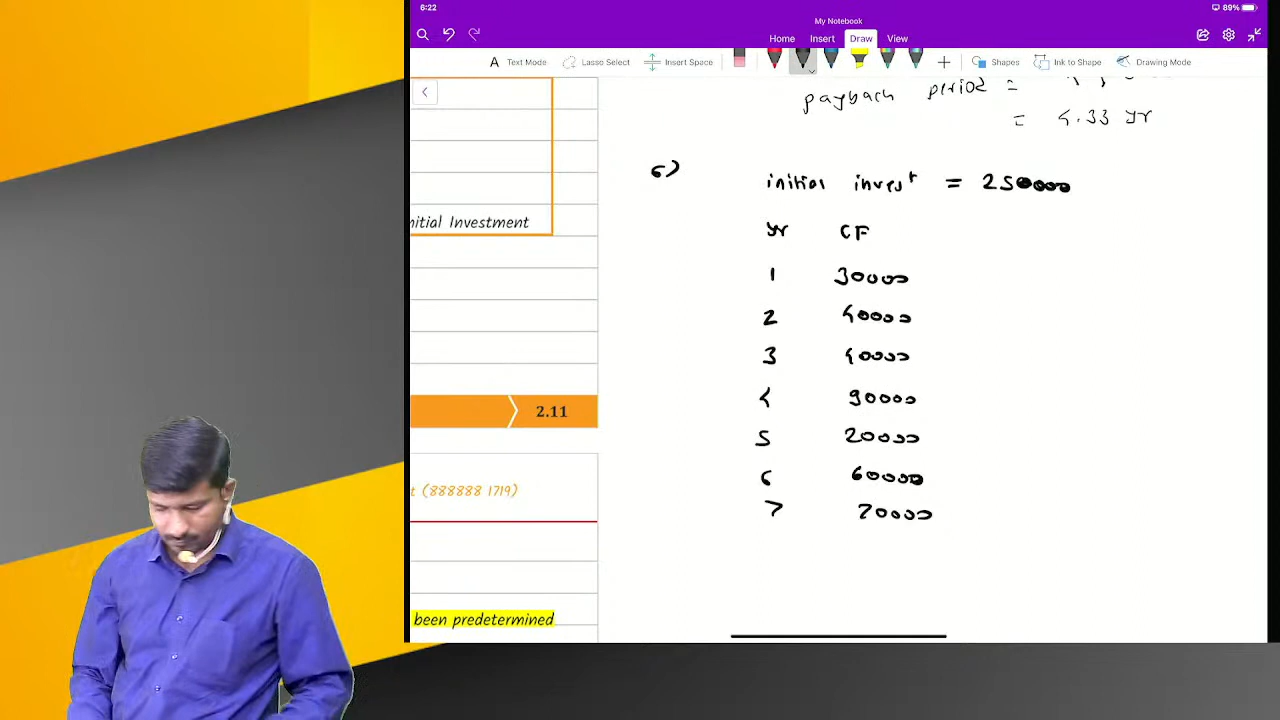 6:22
89%
My Notebook
Home Insert Draw View
A Text Mode Lasso Select Insert Space + Shapes Ink to Shape Drawing Mode
nitial Investment
2.11
t (888888 1719)
been predetermined
payback period =
= 4.33 yr
6) initial invest = 250000
yr CF
1 30000
2 40000
3 40000
4 30000
5 20000
6 60000
7 20000